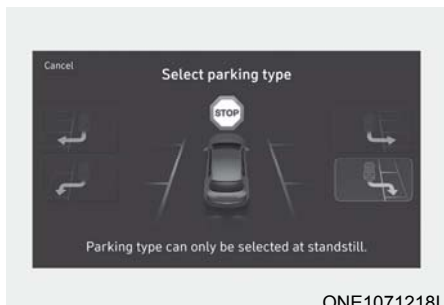 Cancel
Select parking type
STOP
Parking type can only be selected at standstill.
ONE1071218L